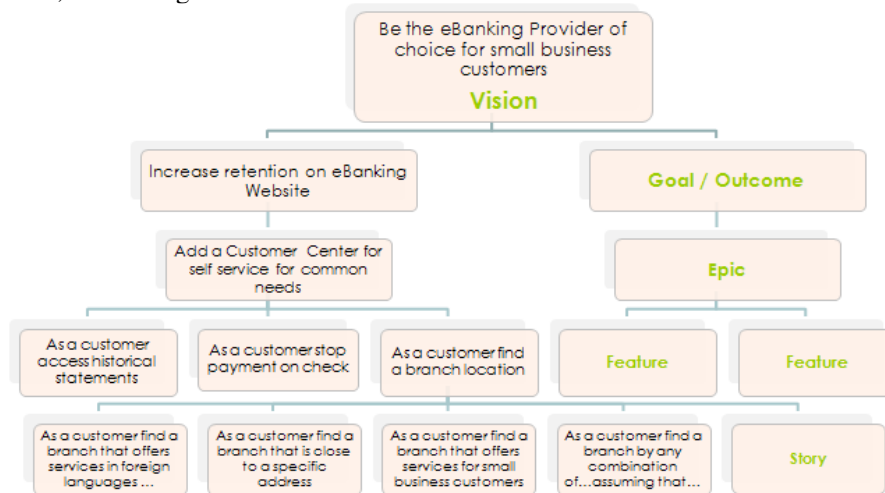 Be the eBanking Provider of
choice for small business
customers
Vision
Increase retention on eBanking
Website
Goal / Outcome
Add a Customer Center for
self service for common
needs
Epic
As a customer
access historical
statements
As a customer stop
payment on check
As a customer find
a branch location
Feature
Feature
As a customer find a
branch that offers
services in foreign
languages ...
As a customer find a
branch that is close
to a specific
address
As a customer find a
branch that offers
services for small
business customers
As a customer find a
branch by any
combination
of...assuming that...
Story